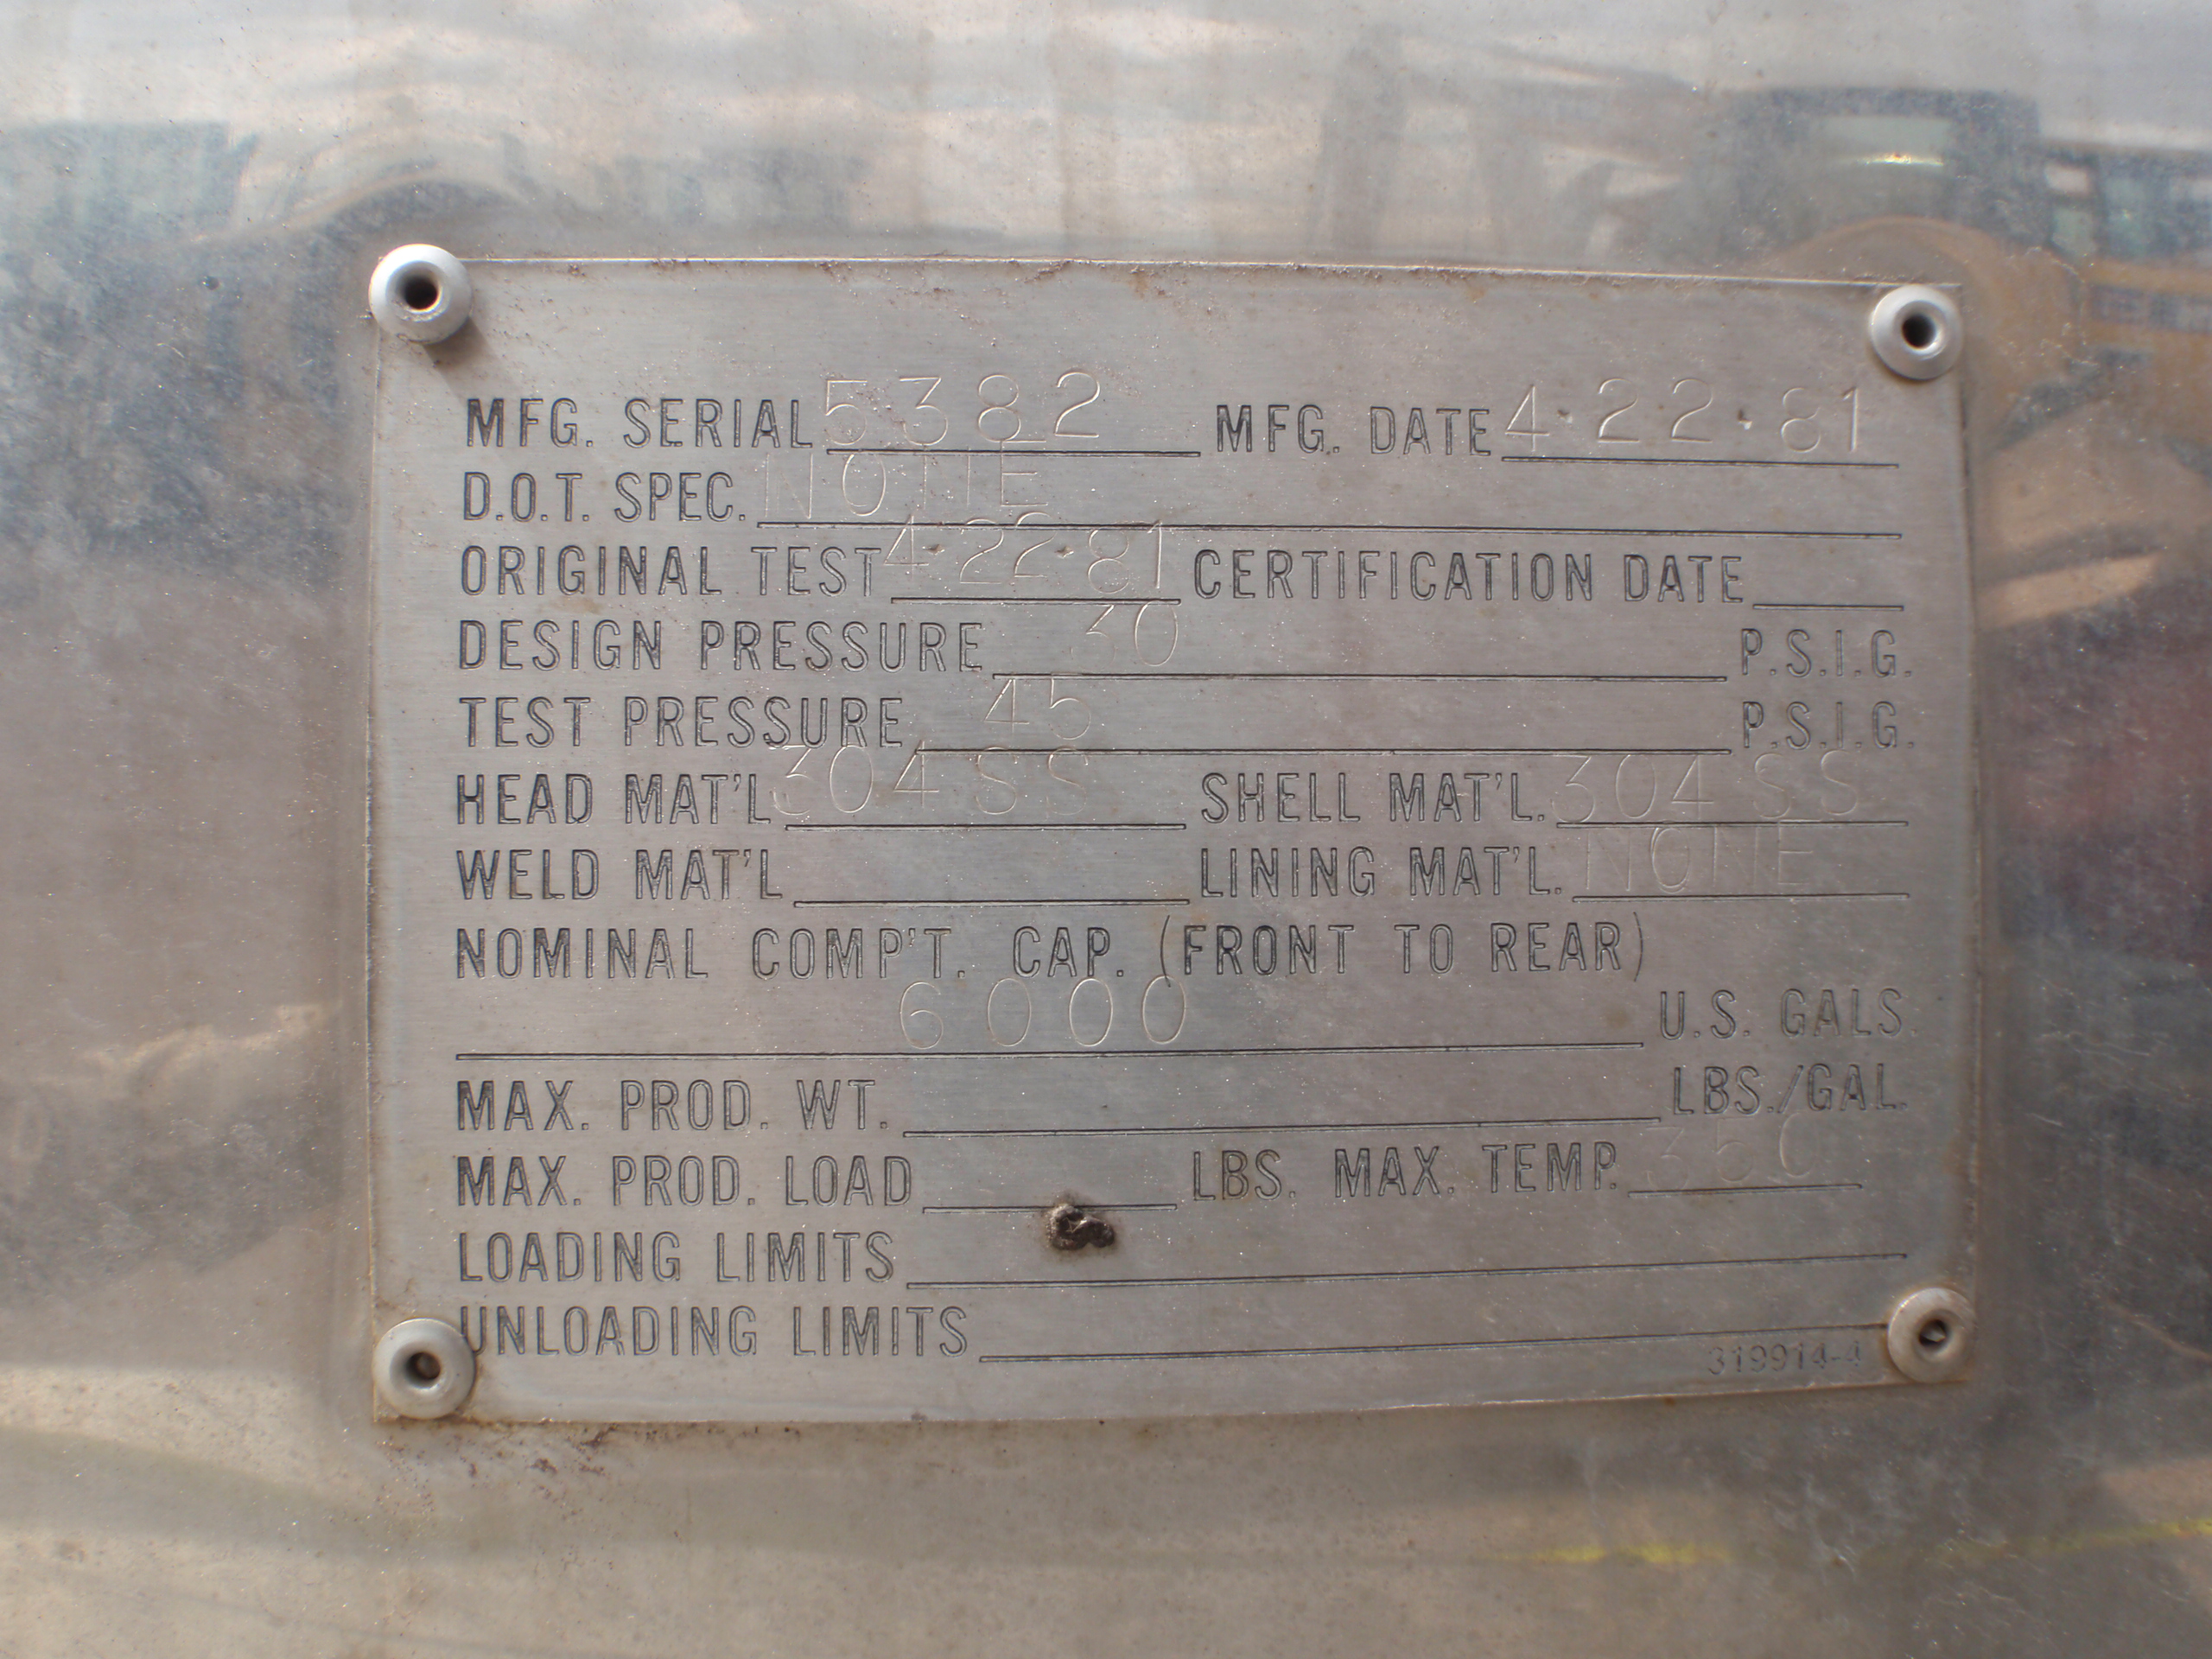 MFG. SERIAL 5382 MFG. DATE 4·22·81
D.O.T. SPEC. NONE
ORIGINAL TEST 4·22·81 CERTIFICATION DATE
DESIGN PRESSURE 30 P.S.I.G.
TEST PRESSURE 45 P.S.I.G.
HEAD MAT'L 304 SS SHELL MAT'L. 304 SS
WELD MAT'L LINING MAT'L. NONE
NOMINAL COMP'T. CAP. (FRONT TO REAR)
6000 U.S. GALS.
MAX. PROD. WT. LBS./GAL.
MAX. PROD. LOAD LBS. MAX. TEMP. 350
LOADING LIMITS
UNLOADING LIMITS
319914-4